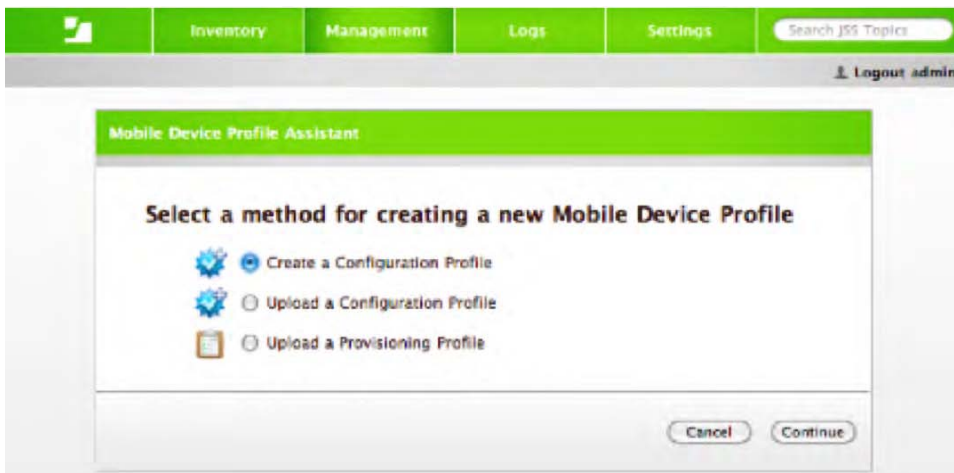 Inventory Management Logs Settings Search JSS Topics
Logout admin
Mobile Device Profile Assistant
Select a method for creating a new Mobile Device Profile
Create a Configuration Profile
Upload a Configuration Profile
Upload a Provisioning Profile
Cancel Continue